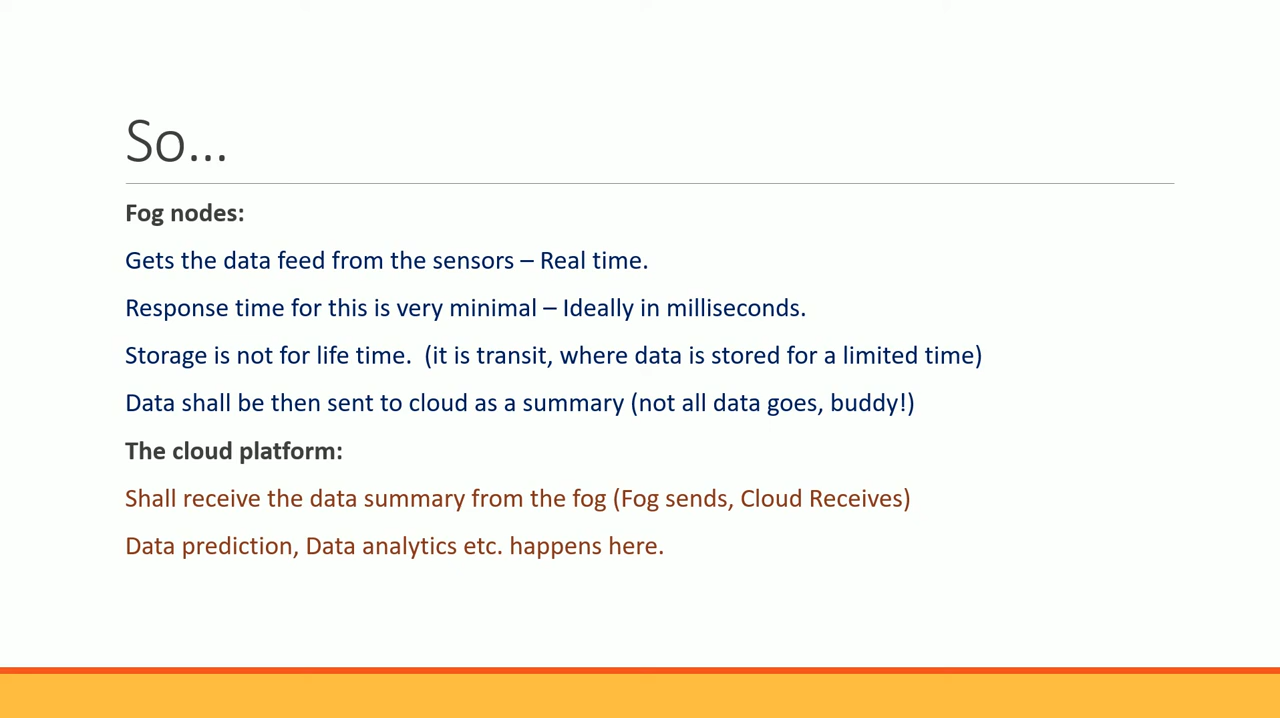 So...
Fog nodes:
Gets the data feed from the sensors – Real time.
Response time for this is very minimal – Ideally in milliseconds.
Storage is not for life time.  (it is transit, where data is stored for a limited time)
Data shall be then sent to cloud as a summary (not all data goes, buddy!)
The cloud platform:
Shall receive the data summary from the fog (Fog sends, Cloud Receives)
Data prediction, Data analytics etc. happens here.